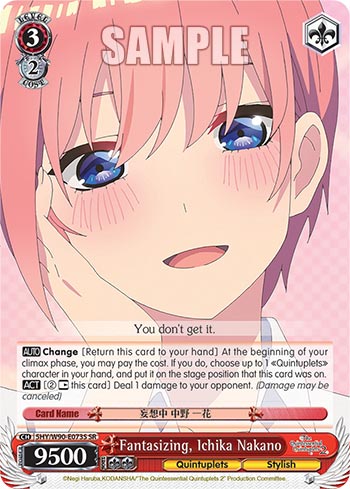 LEVEL
3
2
COST
SAMPLE
You don't get it.
AUTO Change [Return this card to your hand] At the beginning of your
climax phase, you may pay the cost. If you do, choose up to 1 «Quintuplets»
character in your hand, and put it on the stage position that this card was on.
ACT [② this card] Deal 1 damage to your opponent. (Damage may be
canceled)
Card Name 妄想中 中野 一花
CH 5HY/W90-E073S SR Fantasizing, Ichika Nakano
9500 Quintuplets Stylish
©Negi Haruba,KODANSHA/"The Quintessential Quintuplets 2" Production Committee.